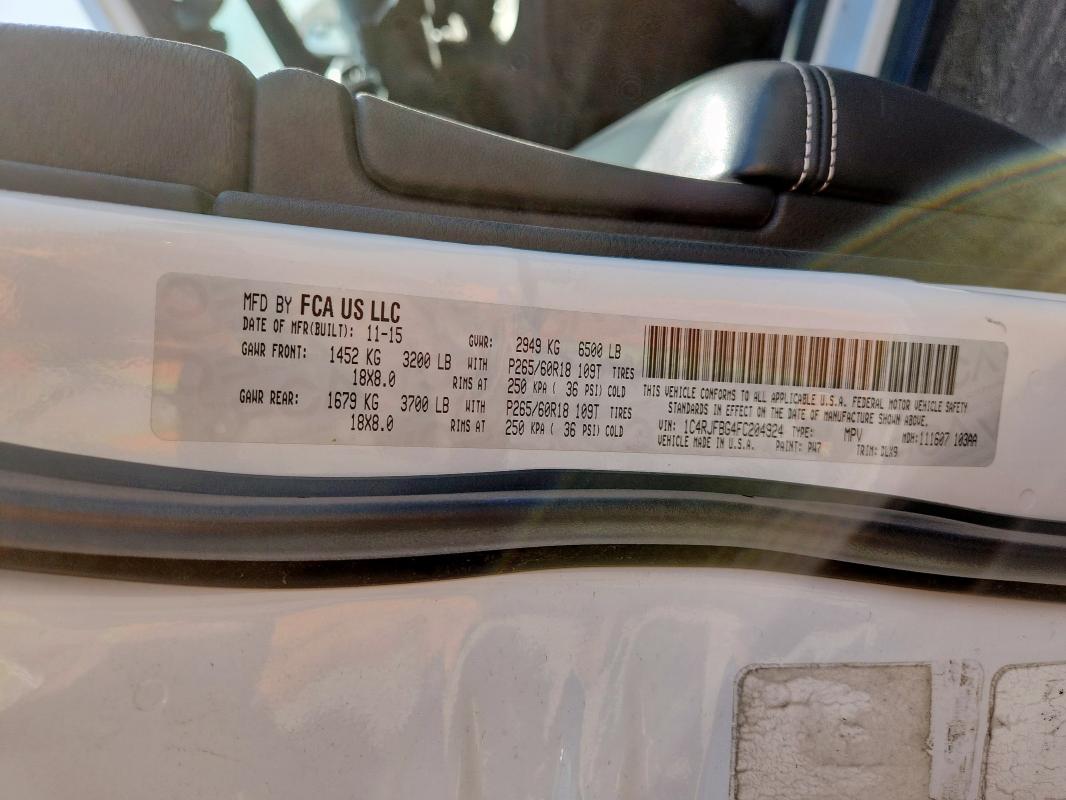 MFD BY FCA US LLC
DATE OF MFR(BUILT): 11-15 GVWR: 2949 KG 6500 LB
GAWR FRONT: 1452 KG 3200 LB WITH P265/60R18 109T TIRES
18X8.0 RIMS AT 250 KPA ( 36 PSI) COLD
GAWR REAR: 1679 KG 3700 LB WITH P265/60R18 109T TIRES
18X8.0 RIMS AT 250 KPA ( 36 PSI) COLD
THIS VEHICLE CONFORMS TO ALL APPLICABLE U.S.A. FEDERAL MOTOR VEHICLE SAFETY
STANDARDS IN EFFECT ON THE DATE OF MANUFACTURE SHOWN ABOVE.
VIN: 1C4RJFBG4FC204924 TYPE: MPV MDH: 111607 103AA
VEHICLE MADE IN U.S.A. PAINT: PW7 TRIM: DLX9